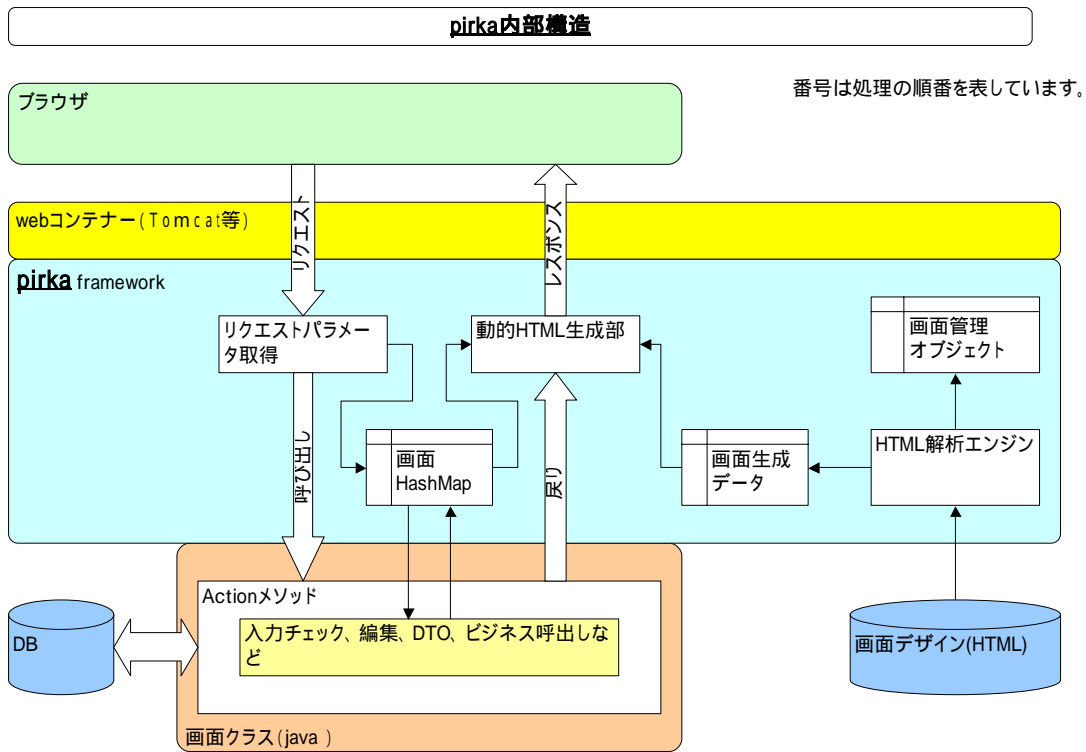 pirka内部構造
番号は処理の順番を表しています。
ブラウザ
webコンテナー(Tomcat等)
リクエスト
レスポンス
pirka framework
リクエストパラメー
タ取得
動的HTML生成部
画面管理
オブジェクト
呼び出し
画面
HashMap
戻り
画面生成
データ
HTML解析エンジン
Actionメソッド
入力チェック、編集、DTO、ビジネス呼出しな
ど
DB
画面デザイン(HTML)
画面クラス(java )